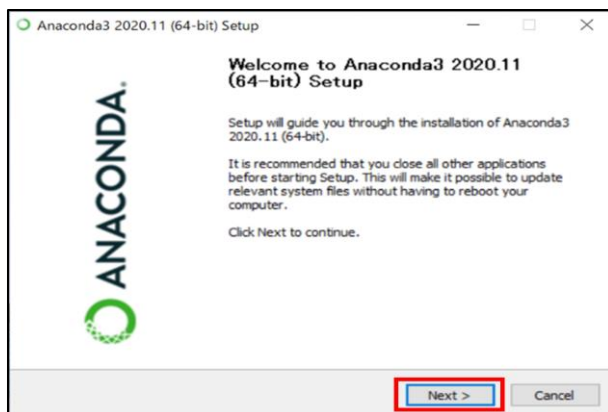 Anaconda3 2020.11 (64-bit) Setup
Welcome to Anaconda3 2020.11
(64-bit) Setup
Setup will guide you through the installation of Anaconda3
2020.11 (64-bit).
It is recommended that you close all other applications
before starting Setup. This will make it possible to update
relevant system files without having to reboot your
computer.
Click Next to continue.
ANACONDA.
Next >
Cancel